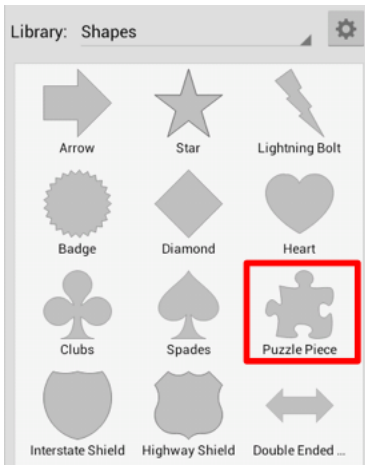 Library: Shapes
Arrow Star Lightning Bolt
Badge Diamond Heart
Clubs Spades Puzzle Piece
Interstate Shield Highway Shield Double Ended ...